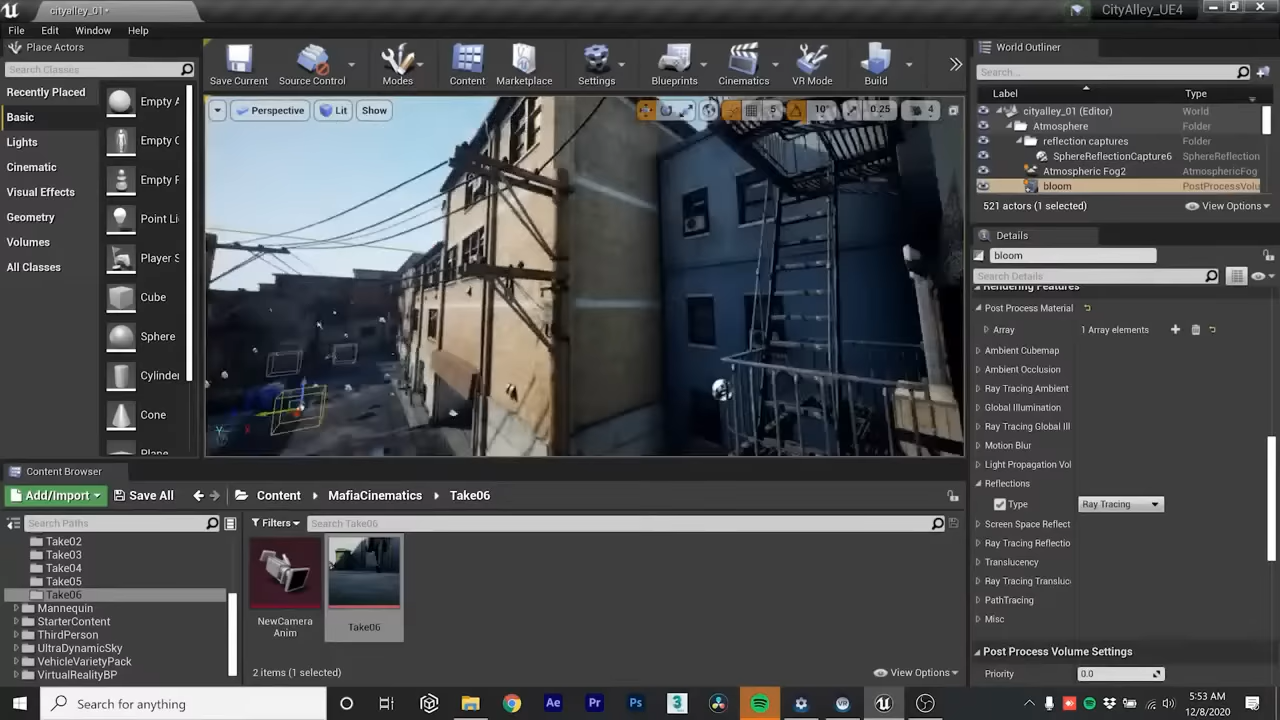 cityalley_01•
CityAlley_UE4
File Edit Window Help
Place Actors
Search Classes
Recently Placed
Basic
Lights
Cinematic
Visual Effects
Geometry
Volumes
All Classes
Empty A
Empty C
Empty P
Point Li
Player S
Cube
Sphere
Cylinde
Cone
Plane
Save Current
Source Control
Modes
Content
Marketplace
Settings
Blueprints
Cinematics
VR Mode
Build
Perspective
Lit
Show
5
10°
0.25
4
World Outliner
Search...
Label Type
cityalley_01 (Editor) World
Atmosphere Folder
reflection captures Folder
SphereReflectionCapture6 SphereReflection
Atmospheric Fog2 AtmosphericFog
bloom PostProcessVolu
521 actors (1 selected) View Options
Details
bloom
Search Details
Rendering Features
Post Process Material
Array 1 Array elements
Ambient Cubemap
Ambient Occlusion
Ray Tracing Ambient
Global Illumination
Ray Tracing Global Ill
Motion Blur
Light Propagation Vol
Reflections
Type Ray Tracing
Screen Space Reflect
Ray Tracing Reflectio
Translucency
Ray Tracing Transluc
PathTracing
Misc
Post Process Volume Settings
Priority 0.0
Content Browser
Add/Import Save All Content MafiaCinematics Take06
Search Paths
Filters Search Take06
Take02
Take03
Take04
Take05
Take06
Mannequin
StarterContent
ThirdPerson
UltraDynamicSky
VehicleVarietyPack
VirtualRealityBP
NewCamera
Anim
Take06
2 items (1 selected) View Options
Search for anything
Ae Pr Ps 3
5:53 AM
12/8/2020